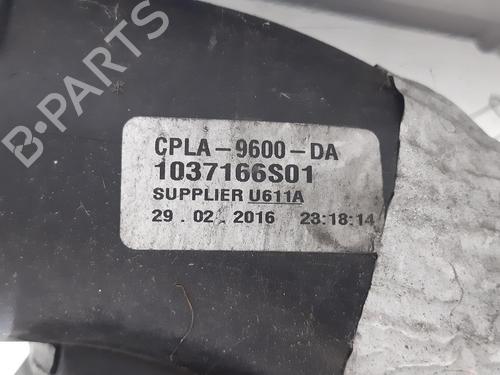 B-PARTS
CPLA-9600-DA
1037166S01
SUPPLIER U611A
29 . 02 . 2016 23:18:14